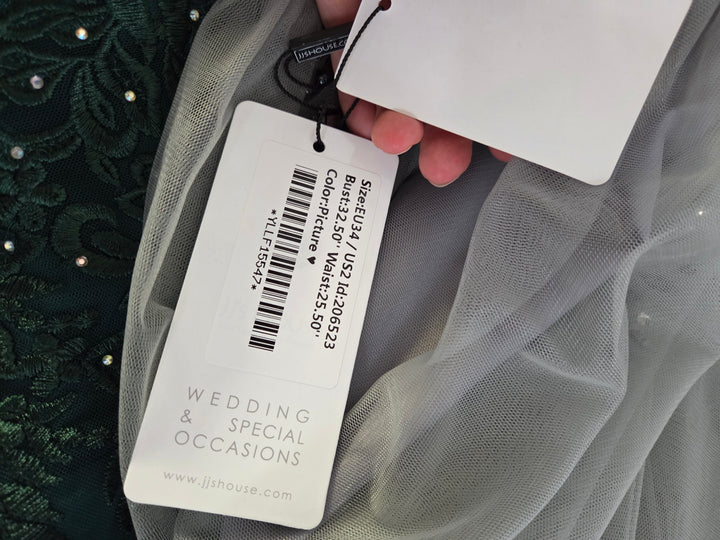 JJSHOUSE
Size:EU34 / US2 Id:206523
Bust:32.50'' Waist:25.50''
Color:Picture ♥
*YLLF15547*
WEDDING
& SPECIAL
OCCASIONS
www.jjshouse.com